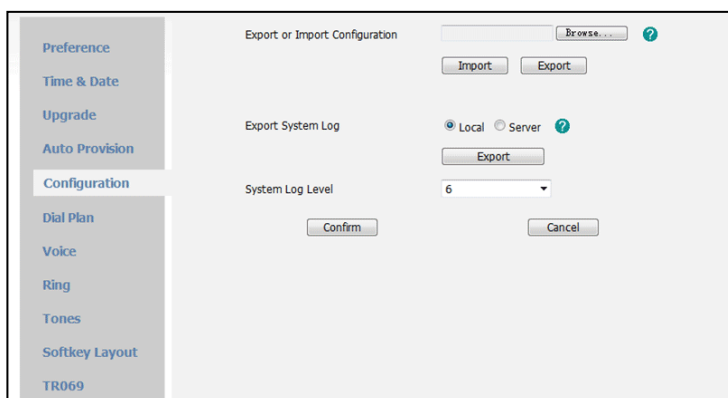 Preference
Time & Date
Upgrade
Auto Provision
Configuration
Dial Plan
Voice
Ring
Tones
Softkey Layout
TR069
Export or Import Configuration
Browse...
?
Import
Export
Export System Log
Local
Server
?
Export
System Log Level
6
Confirm
Cancel